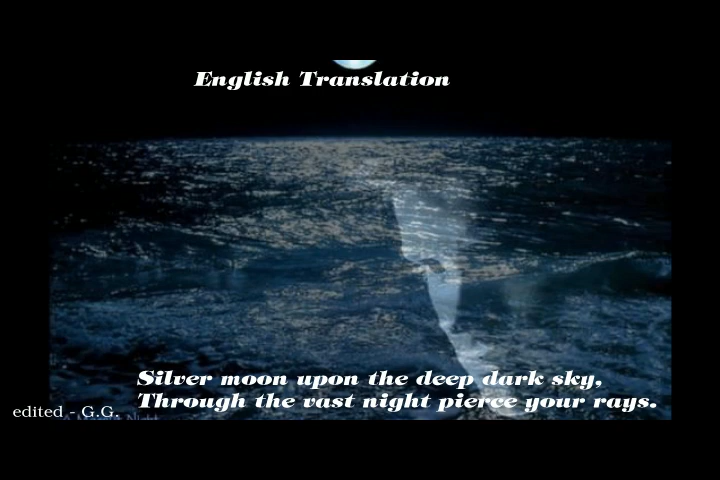 English Translation
Silver moon upon the deep dark sky,
Through the vast night pierce your rays.
edited - G.G.